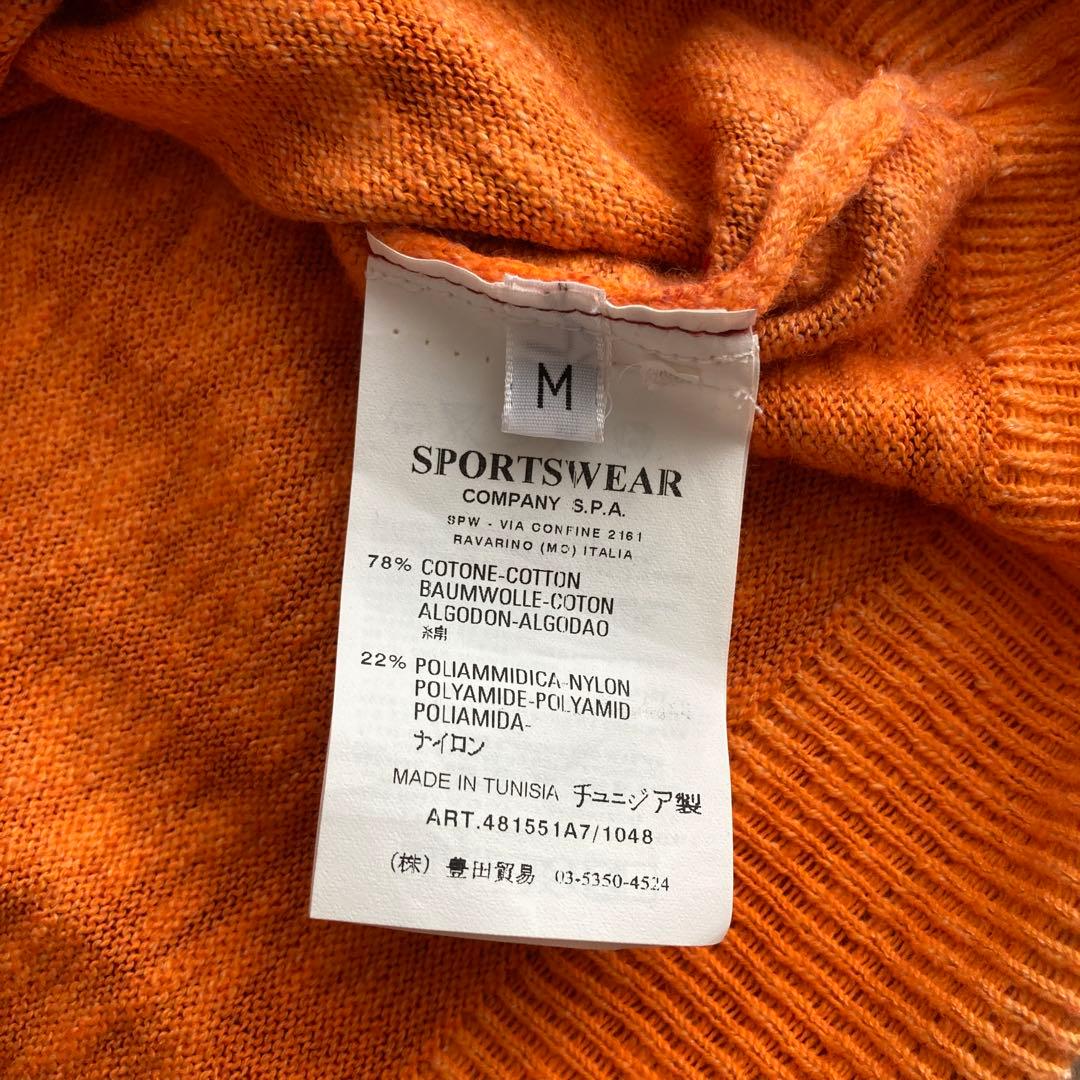 M
SPORTSWEAR
COMPANY S.P.A.
SPW - VIA CONFINE 2161
RAVARINO (MO) ITALIA
78% COTONE-COTTON
BAUMWOLLE-COTON
ALGODON-ALGODAO
綿
22% POLIAMMIDICA-NYLON
POLYAMIDE-POLYAMID
POLIAMIDA-
ナイロン
MADE IN TUNISIA チュニジア製
ART.481551A7/1048
(株) 豊田貿易 03-5350-4524